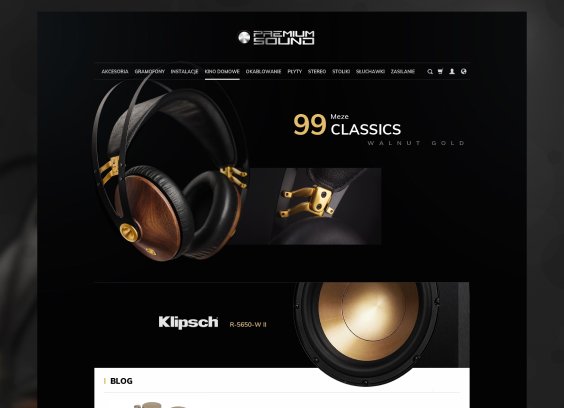 PREMIUM
SOUND
AKCESORIA GRAMOFONY INSTALACJE KINO DOMOWE OKABLOWANIE PŁYTY STEREO STOLIKI SŁUCHAWKI ZASILANIE
99 Meze
CLASSICS
WALNUT GOLD
Klipsch R-5650-W II
BLOG